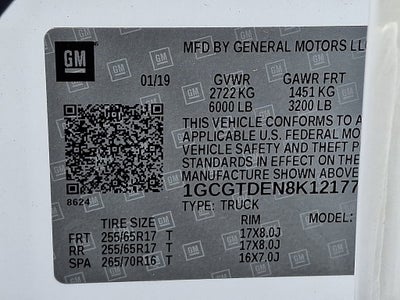 GM
MFD BY GENERAL MOTORS LLC
01/19 GVWR GAWR FRT
2722 KG 1451 KG
6000 LB 3200 LB
THIS VEHICLE CONFORMS TO A
APPLICABLE U.S. FEDERAL MOTOR
VEHICLE SAFETY AND THEFT P
STANDARDS IN EFFECT ON THE
MANUFACTURE SHOWN ABOVE.
1GCGTDEN8K12177
8624
TYPE: TRUCK
TIRE SIZE RIM MODEL:
FRT 255/65R17 T 17X8.0J
RR 255/65R17 T 17X8.0J
SPA 265/70R16 T 16X7.0J